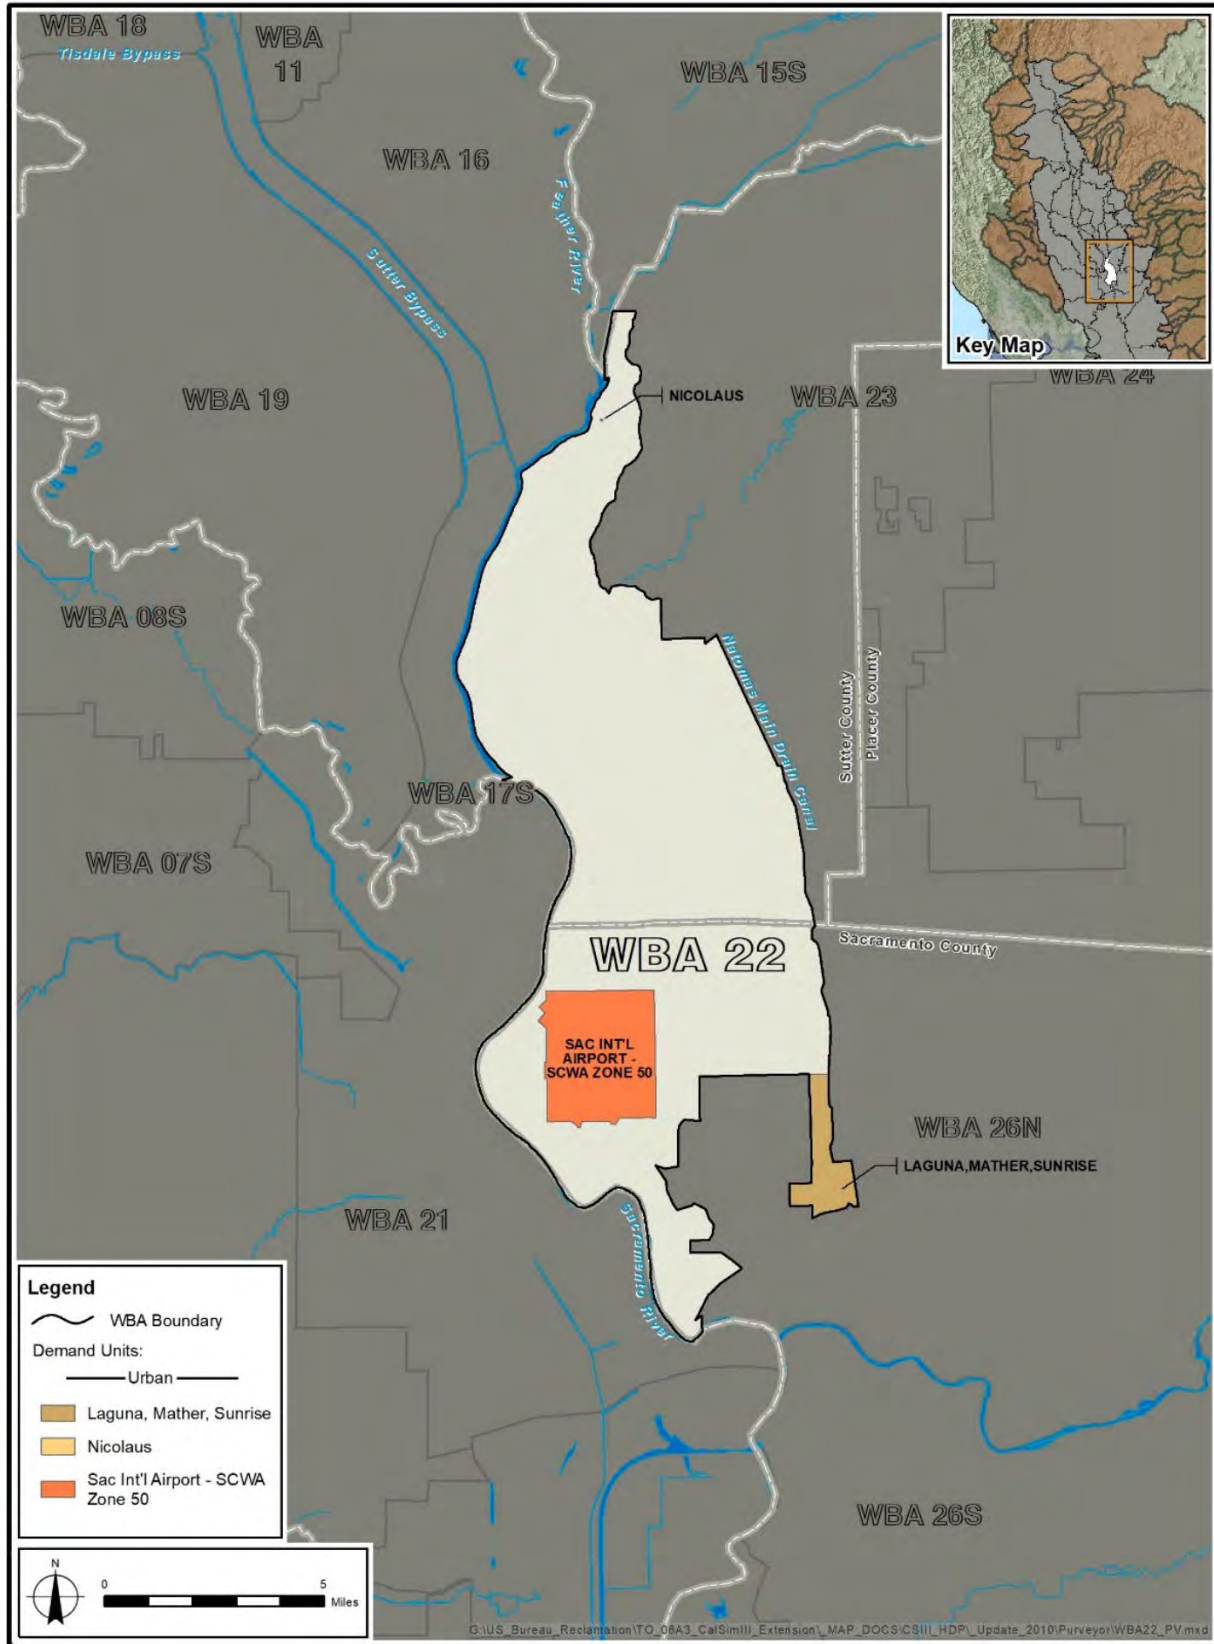 WBA 18
Tisdale Bypass
WBA
11
WBA 15S
WBA 16
Key Map
Feather River
Sutter Bypass
WBA 19
NICOLAUS
WBA 23
WBA 24
WBA 08S
Natomas Main Drain Canal
Sutter County
Placer County
WBA 17S
WBA 07S
WBA 22
Sacramento County
SAC INT'L
AIRPORT -
SCWA ZONE 50
WBA 26N
LAGUNA,MATHER,SUNRISE
WBA 21
Sacramento River
WBA 26S
Legend
WBA Boundary
Demand Units:
Urban
Laguna, Mather, Sunrise
Nicolaus
Sac Int'l Airport - SCWA
Zone 50
N
0 5
Miles
G:\US_Bureau_Reclamation\TO_06A3_CalSimIII_Extension\_MAP_DOCS\CSIII_HDP\_Update_2010\Purveyor\WBA22_PV.mxd